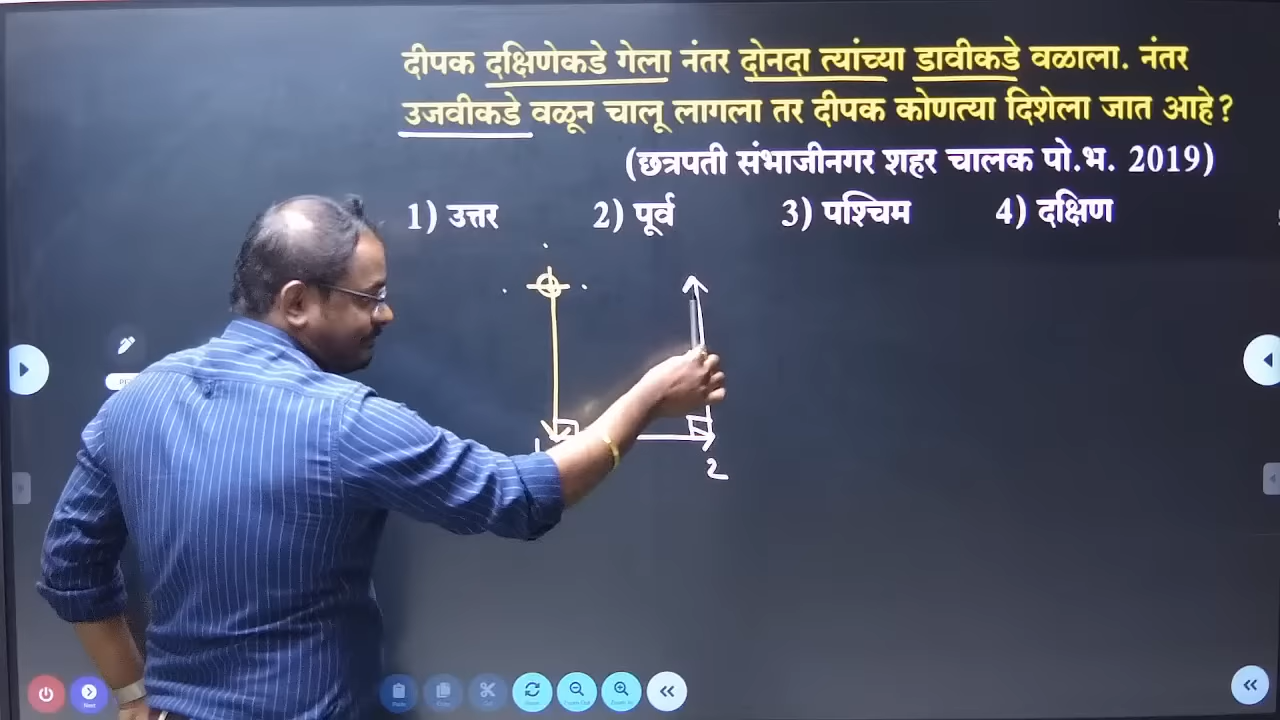 दीपक दक्षिणेकडे गेला नंतर दोनदा त्यांच्या डावीकडे वळाला. नंतर
उजवीकडे वळून चालू लागला तर दीपक कोणत्या दिशेला जात आहे?
(छत्रपती संभाजीनगर शहर चालक पो.भ. 2019)
1) उत्तर 2) पूर्व 3) पश्चिम 4) दक्षिण
2